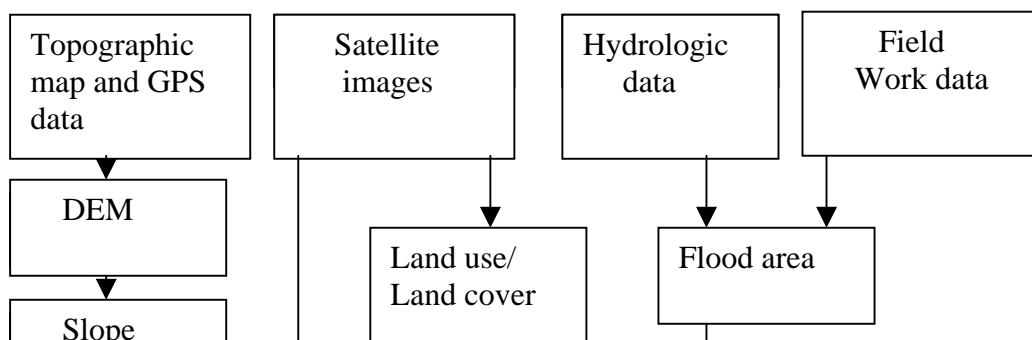 Topographic
map and GPS
data
Satellite
images
Hydrologic
data
Field
Work data
DEM
Land use/
Land cover
Flood area
Slope